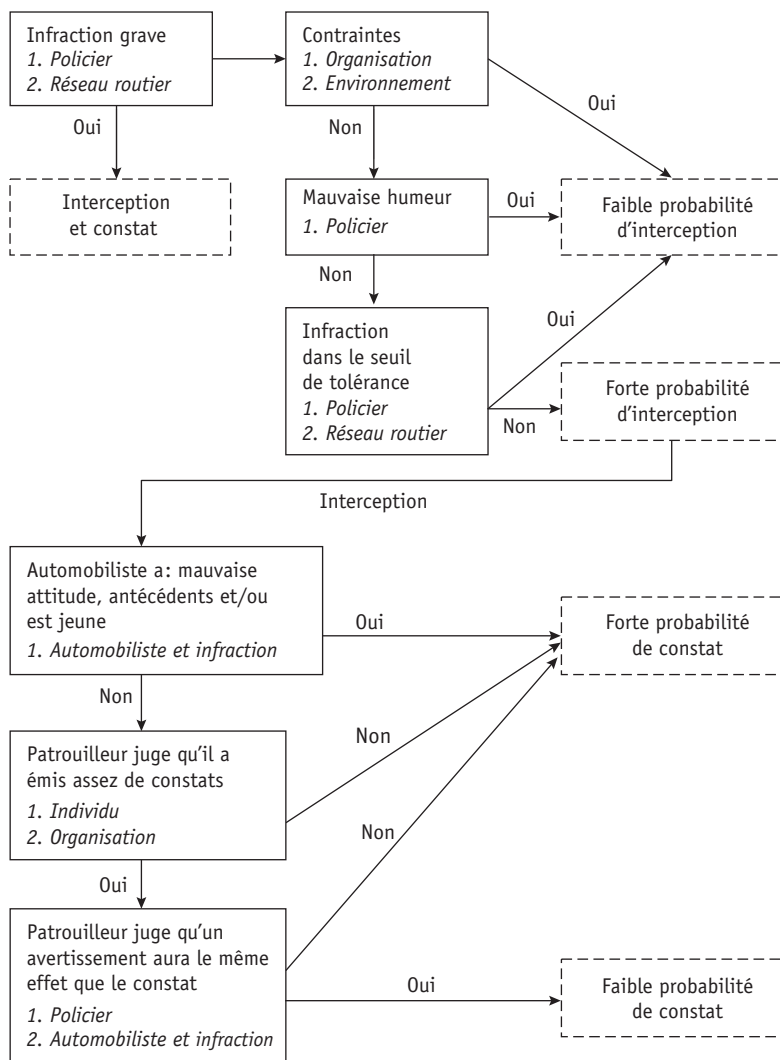 Infraction grave
1. Policier
2. Réseau routier
Contraintes
1. Organisation
2. Environnement
Oui
Non
Oui
Interception
et constat
Mauvaise humeur
1. Policier
Oui
Faible probabilité
d'interception
Non
Infraction
dans le seuil
de tolérance
1. Policier
2. Réseau routier
Oui
Non
Forte probabilité
d'interception
Interception
Automobiliste a: mauvaise
attitude, antécédents et/ou
est jeune
1. Automobiliste et infraction
Oui
Forte probabilité
de constat
Non
Patrouilleur juge qu'il a
émis assez de constats
1. Individu
2. Organisation
Non
Non
Oui
Patrouilleur juge qu'un
avertissement aura le même
effet que le constat
1. Policier
2. Automobiliste et infraction
Oui
Faible probabilité
de constat